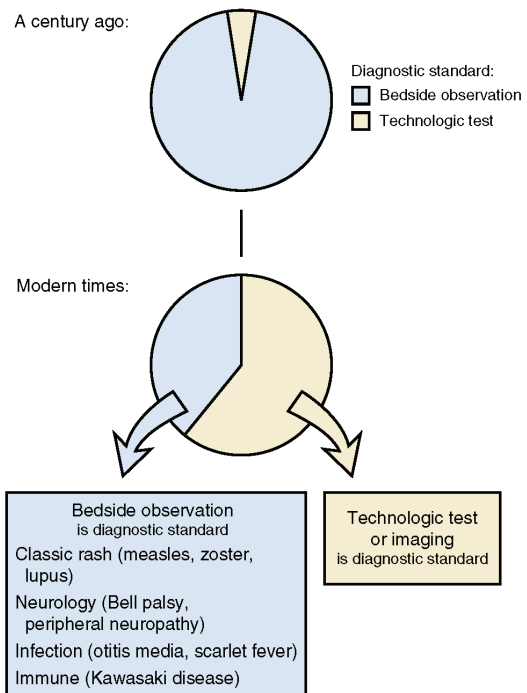 A century ago:
Diagnostic standard:
Bedside observation
Technologic test
Modern times:
Bedside observation
is diagnostic standard
Classic rash (measles, zoster,
lupus)
Neurology (Bell palsy,
peripheral neuropathy)
Infection (otitis media, scarlet fever)
Immune (Kawasaki disease)
Technologic test
or imaging
is diagnostic standard